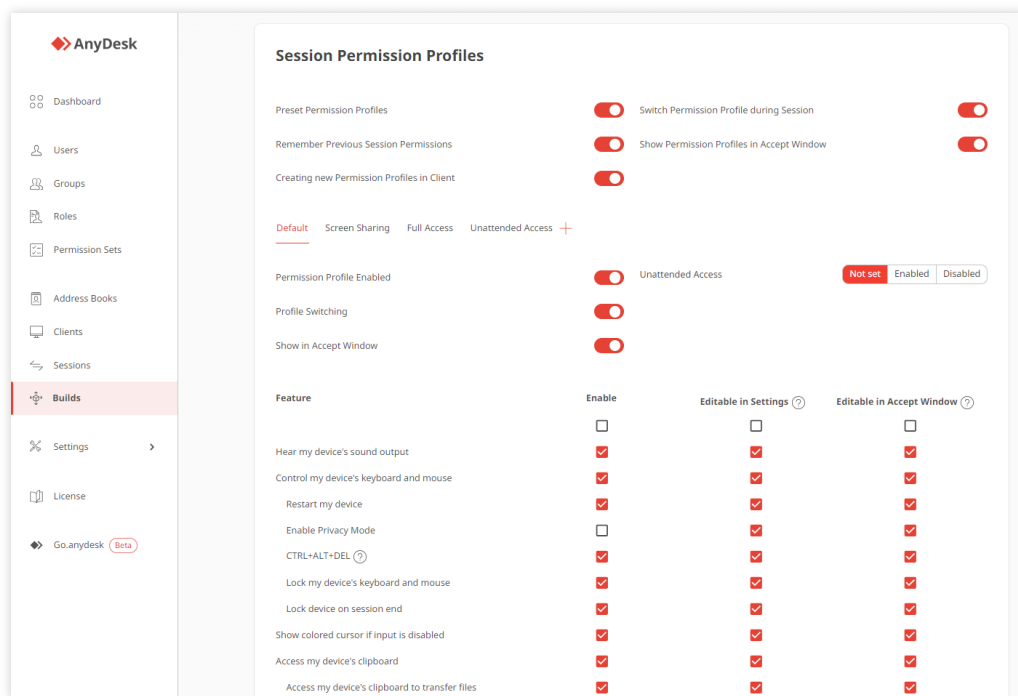 AnyDesk
Dashboard
Users
Groups
Roles
Permission Sets
Address Books
Clients
Sessions
Builds
Settings
License
Go.anydesk Beta
Session Permission Profiles
Preset Permission Profiles
Switch Permission Profile during Session
Remember Previous Session Permissions
Show Permission Profiles in Accept Window
Creating new Permission Profiles in Client
Default Screen Sharing Full Access Unattended Access
Permission Profile Enabled
Unattended Access Not set Enabled Disabled
Profile Switching
Show in Accept Window
Feature Enable Editable in Settings ? Editable in Accept Window ?
Hear my device's sound output
Control my device's keyboard and mouse
Restart my device
Enable Privacy Mode
CTRL+ALT+DEL ?
Lock my device's keyboard and mouse
Lock device on session end
Show colored cursor if input is disabled
Access my device's clipboard
Access my device's clipboard to transfer files